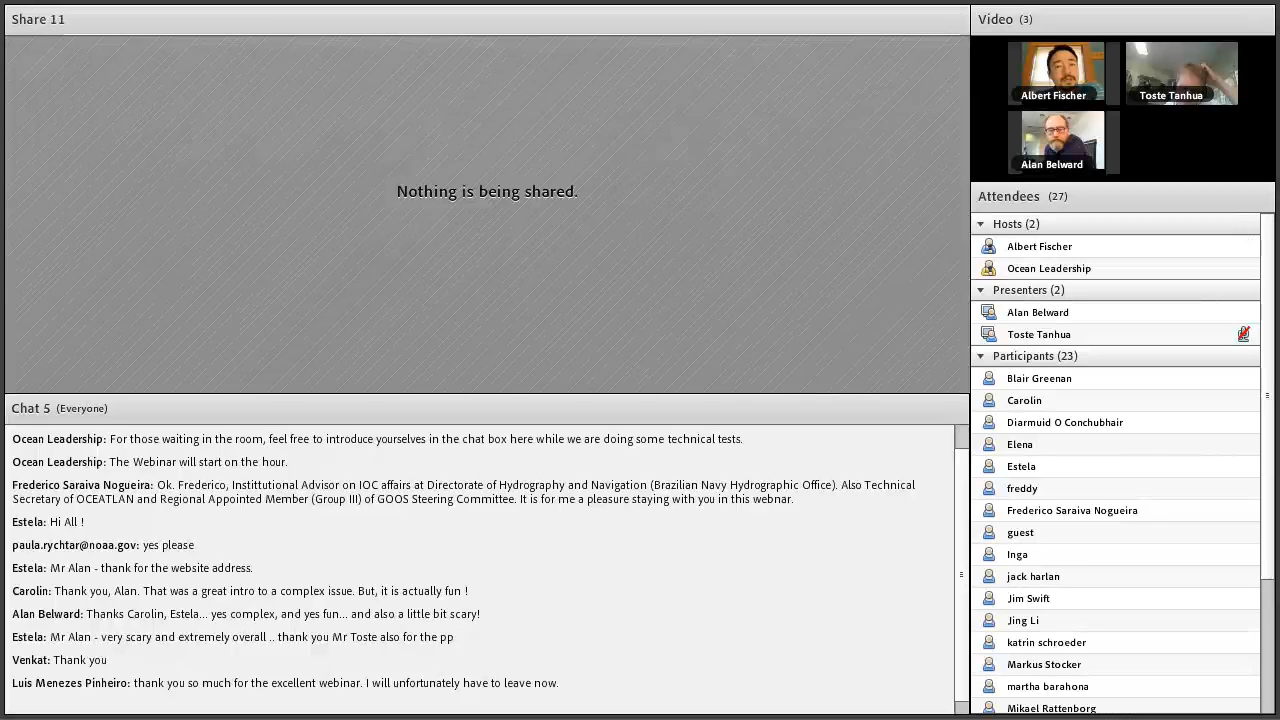 Share 11
Nothing is being shared.
Chat 5 (Everyone)
Ocean Leadership: For those waiting in the room, feel free to introduce yourselves in the chat box here while we are doing some technical tests.
Ocean Leadership: The Webinar will start on the hour
Frederico Saraiva Nogueira: Ok. Frederico, Instititutional Advisor on IOC affairs at Directorate of Hydrography and Navigation (Brazilian Navy Hydrographic Office). Also Technical
Secretary of OCEATLAN and Regional Appointed Member (Group III) of GOOS Steering Committee. It is for me a pleasure staying with you in this webnar.
Estela: Hi All !
paula.rychtar@noaa.gov: yes please
Estela: Mr Alan - thank for the website address.
Carolin: Thank you, Alan. That was a great intro to a complex issue. But, it is actually fun !
Alan Belward: Thanks Carolin, Estela... yes complex, and yes fun... and also a little bit scary!
Estela: Mr Alan - very scary and extremely overall .. thank you Mr Toste also for the pp
Venkat: Thank you
Luis Menezes Pinheiro: thank you so much for the excellent webinar. I will unfortunately have to leave now.
Video (3)
Albert Fischer
Toste Tanhua
Alan Belward
Attendees (27)
Hosts (2)
Albert Fischer
Ocean Leadership
Presenters (2)
Alan Belward
Toste Tanhua
Participants (23)
Blair Greenan
Carolin
Diarmuid O Conchubhair
Elena
Estela
freddy
Frederico Saraiva Nogueira
guest
Inga
jack harlan
Jim Swift
Jing Li
katrin schroeder
Markus Stocker
martha barahona
Mikael Rattenborg